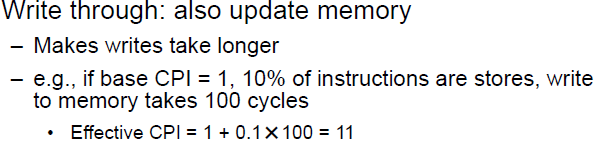 Write through: also update memory
– Makes writes take longer
– e.g., if base CPI = 1, 10% of instructions are stores, write
to memory takes 100 cycles
• Effective CPI = 1 + 0.1×100 = 11